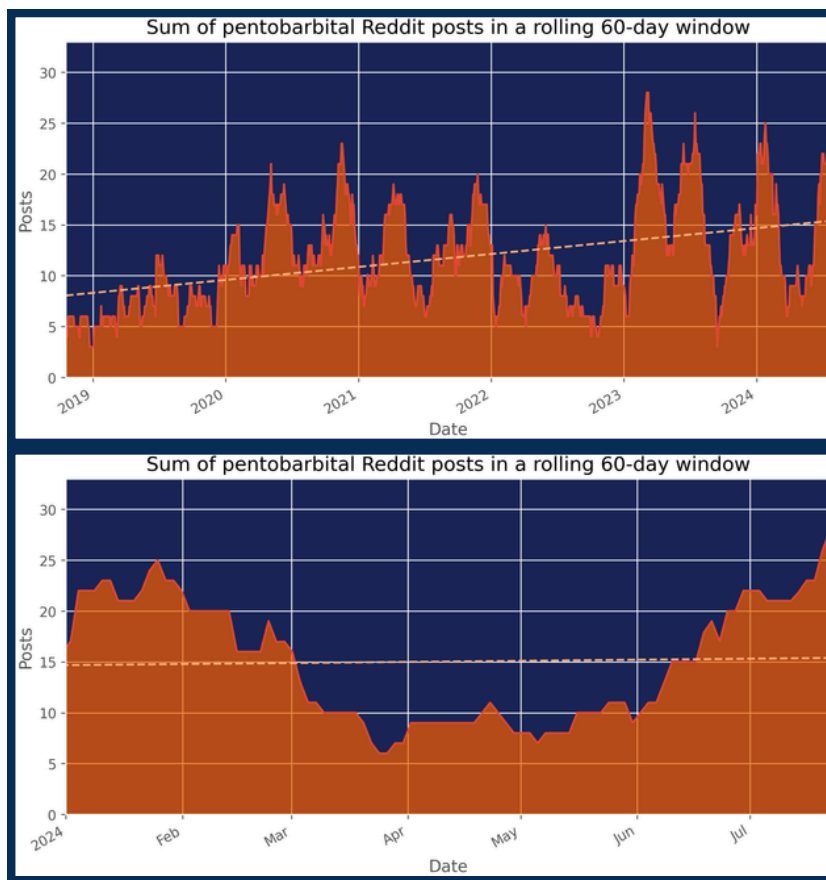 Sum of pentobarbital Reddit posts in a rolling 60-day window
30
25
20
15
10
5
0
Posts
2019
2020
2021
2022
2023
2024
Date
Sum of pentobarbital Reddit posts in a rolling 60-day window
30
25
20
15
10
5
0
Posts
2024
Feb
Mar
Apr
May
Jun
Jul
Date